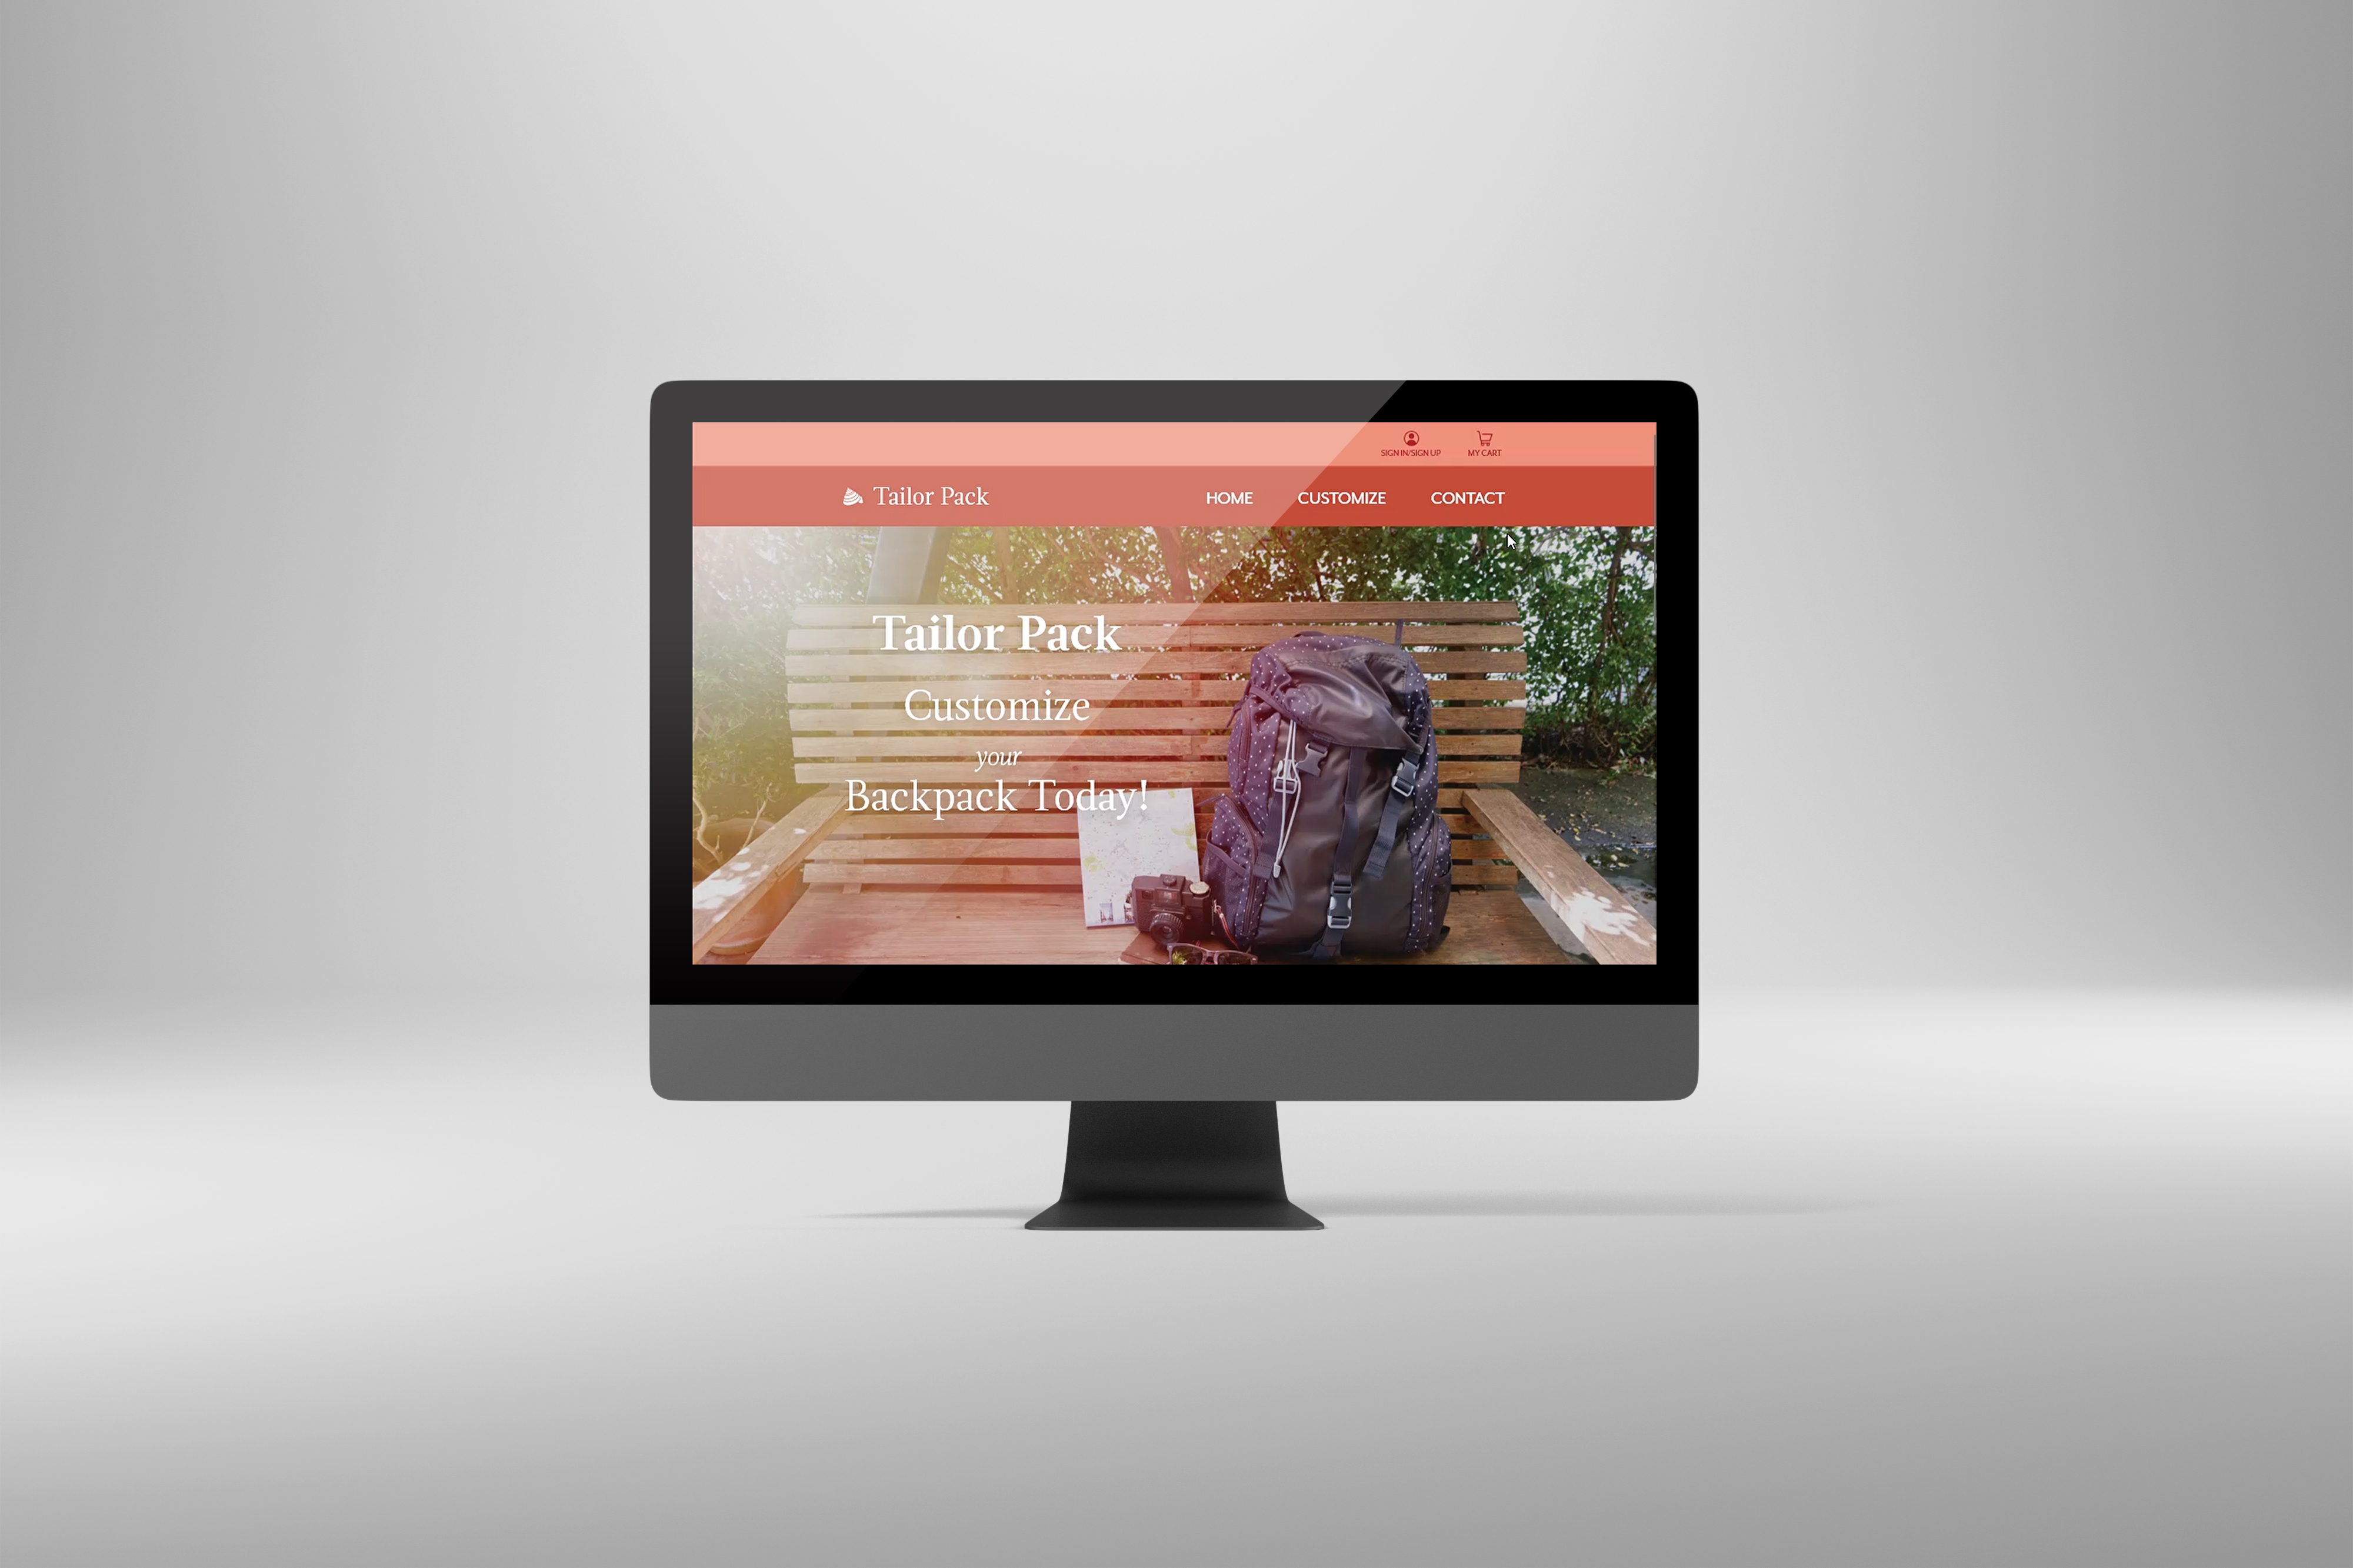 SIGN IN/SIGN UP
MY CART
Tailor Pack
HOME
CUSTOMIZE
CONTACT
Tailor Pack
Customize
your
Backpack Today!